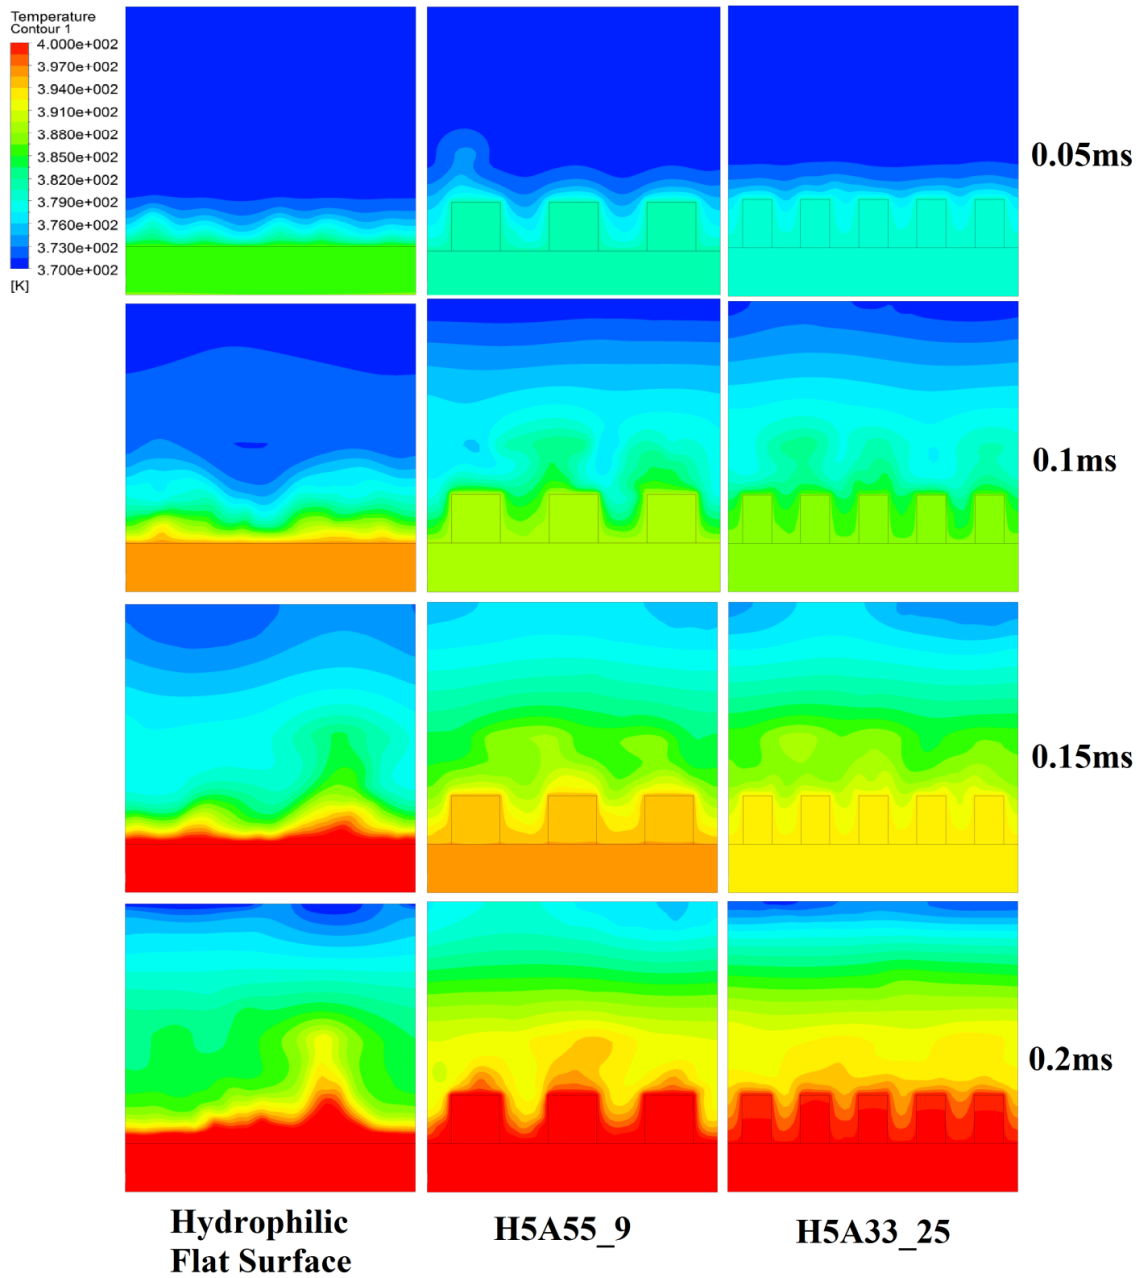 Temperature
Contour 1
4.000e+002
3.970e+002
3.940e+002
3.910e+002
3.880e+002
3.850e+002
3.820e+002
3.790e+002
3.760e+002
3.730e+002
3.700e+002
[K]
0.05ms
0.1ms
0.15ms
0.2ms
Hydrophilic
Flat Surface
H5A55_9
H5A33_25